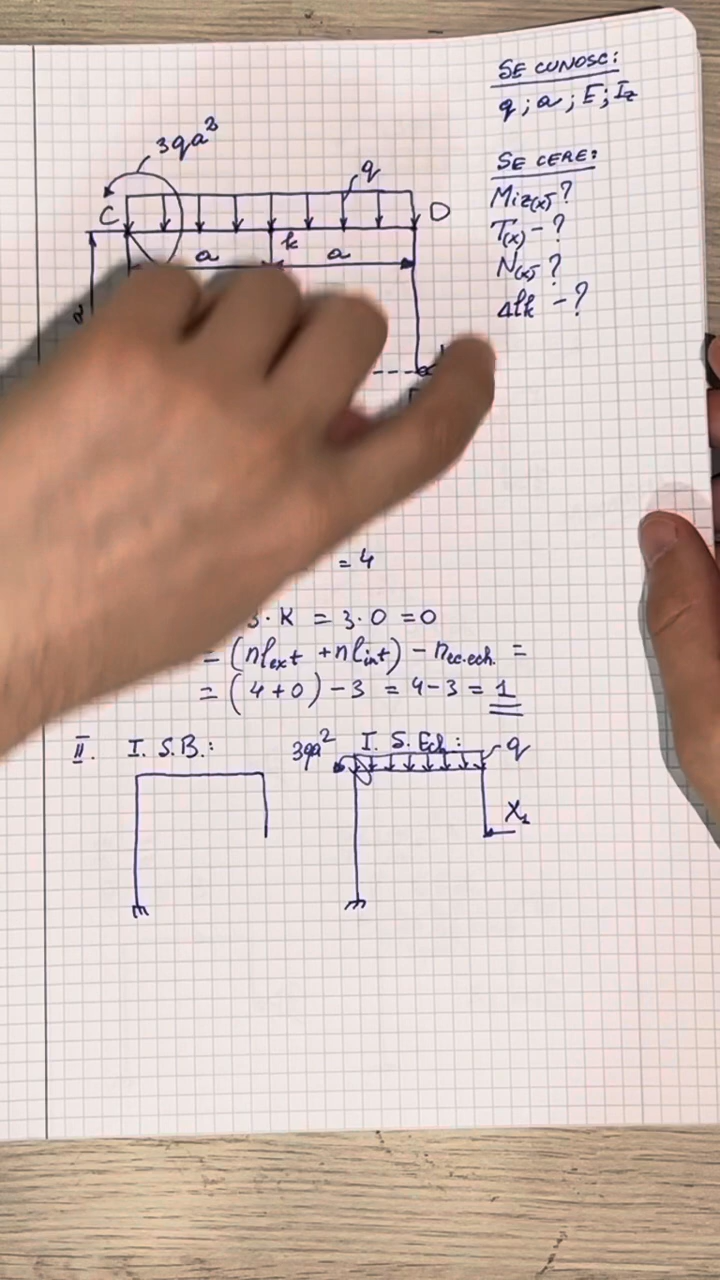 SE CUNOSC:
q ; a ; E ; Iz
SE CERE:
Miz(x) ?
T(x) - ?
N(x) ?
Δlk - ?
3qa²
q
C
D
k
a
a
= 4
3·K = 3·0 = 0
= (nlext + nlint) - nec.ech. =
= (4+0) - 3 = 4-3 = 1
II. I. S.B.:
3qa² I. S.Ech: q
X1